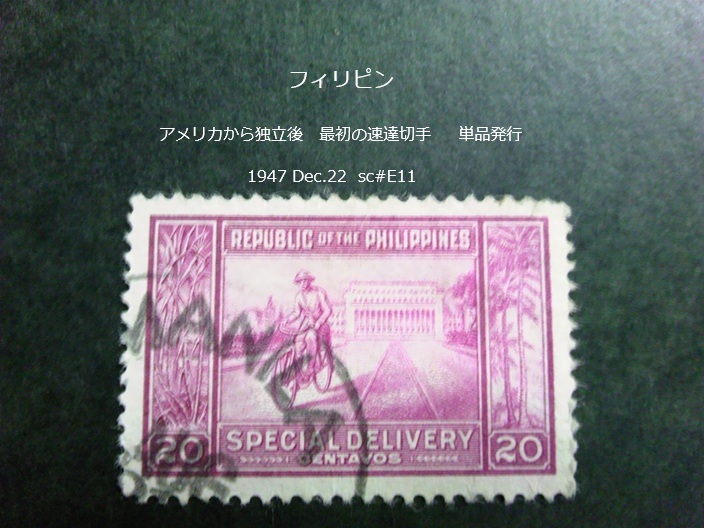 フィリピン
アメリカから独立後　最初の速達切手　単品発行
1947 Dec.22 sc#E11
REPUBLIC OF THE PHILIPPINES
MANILA
20 SPECIAL DELIVERY 20
CENTAVOS